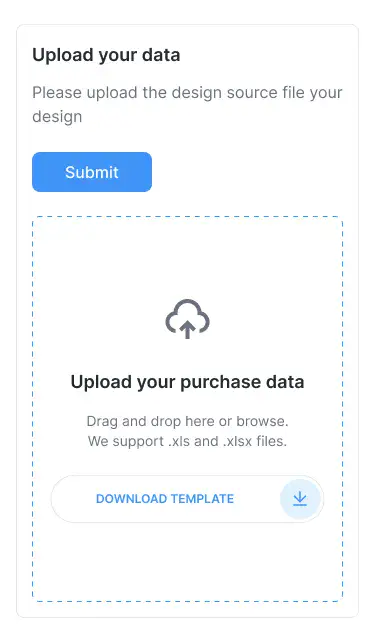 Upload your data
Please upload the design source file your
design
Submit
Upload your purchase data
Drag and drop here or browse.
We support .xls and .xlsx files.
DOWNLOAD TEMPLATE